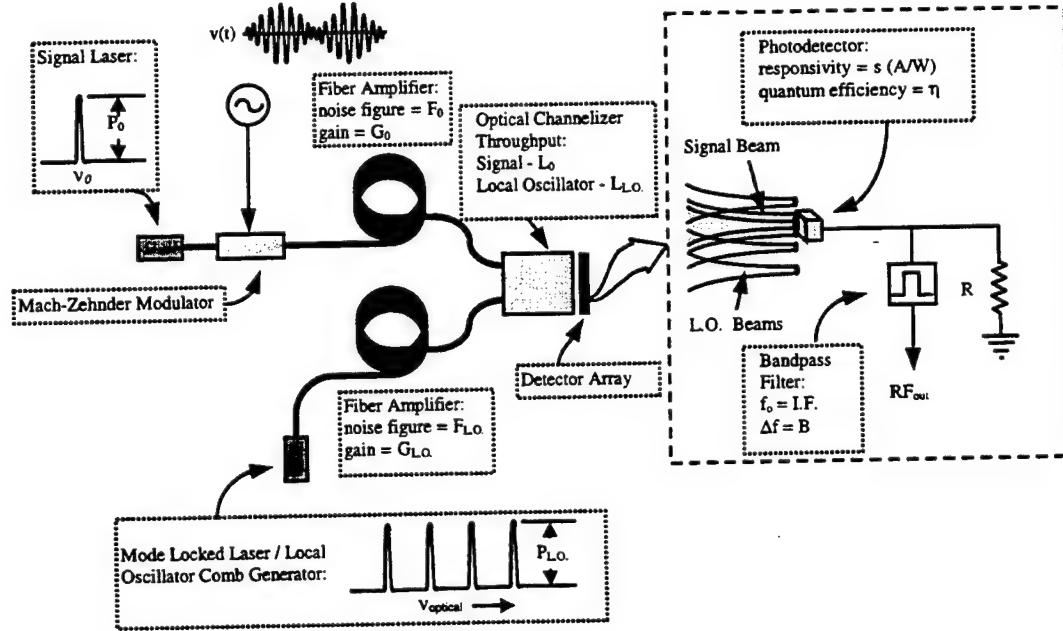 Signal Laser:
P₀
ν₀
v(t)
Fiber Amplifier:
noise figure = F₀
gain = G₀
Optical Channelizer
Throughput:
Signal - L₀
Local Oscillator - L_L.O.
Photodetector:
responsivity = s (A/W)
quantum efficiency = η
Signal Beam
Mach-Zehnder Modulator
L.O. Beams
R
Detector Array
Bandpass
Filter:
f₀ = I.F.
Δf = B
RF_out
Fiber Amplifier:
noise figure = F_L.O.
gain = G_L.O.
Mode Locked Laser / Local
Oscillator Comb Generator:
P_L.O.
ν_optical